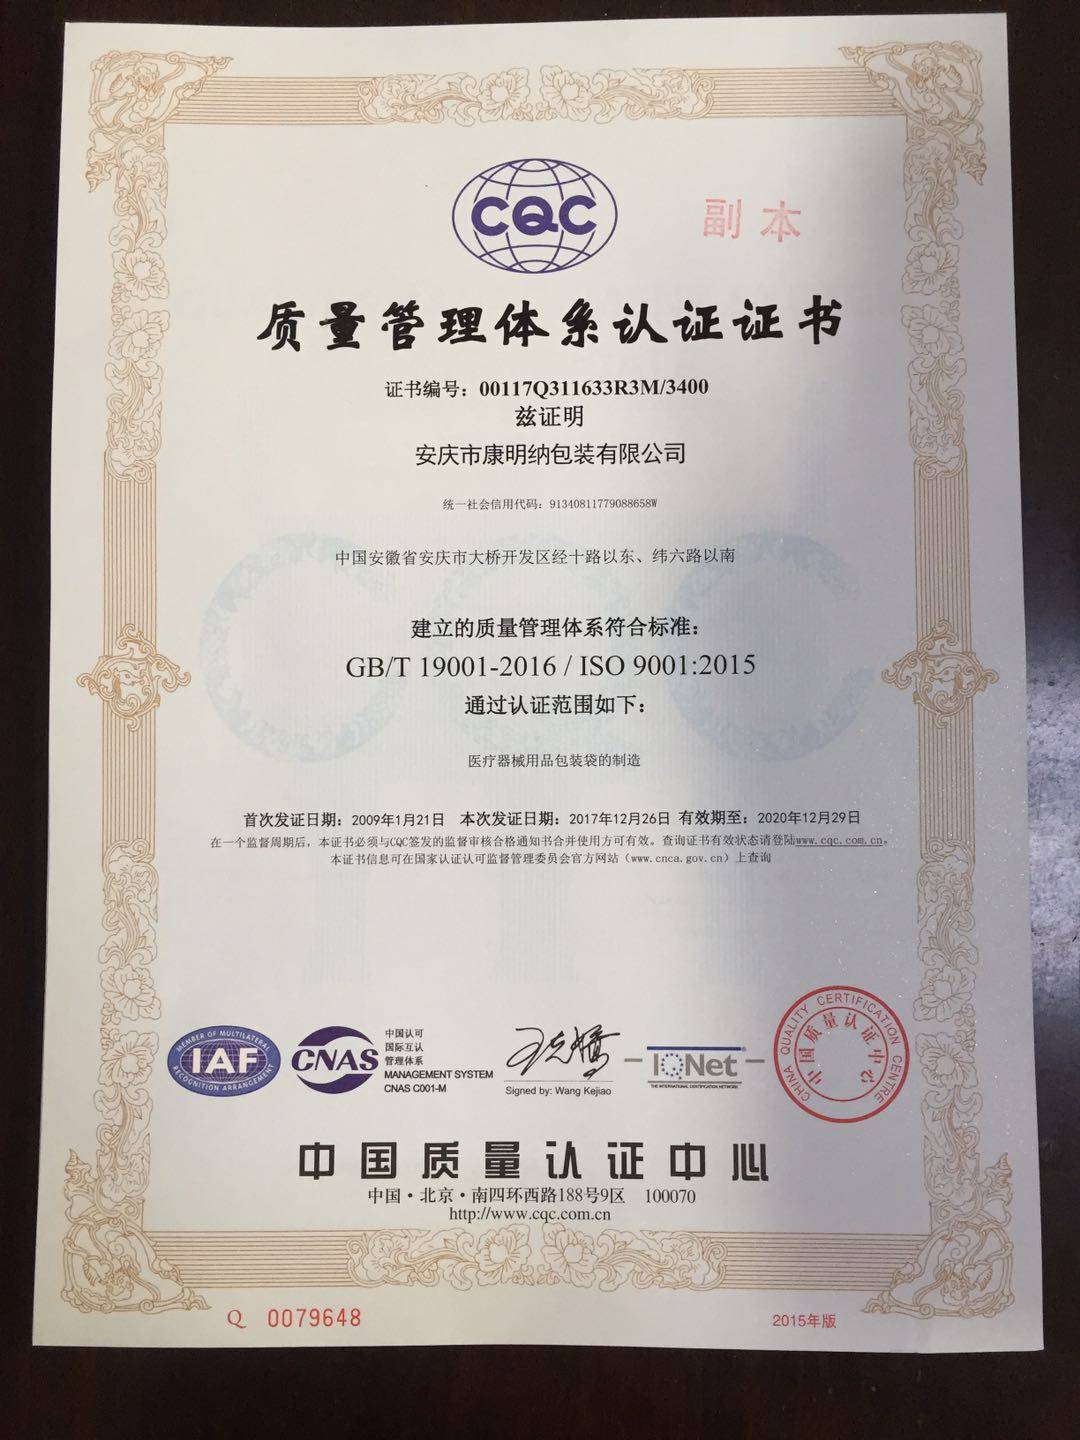 CQC
副本
质量管理体系认证证书
证书编号：00117Q311633R3M/3400
兹证明
安庆市康明纳包装有限公司
统一社会信用代码：91340811779088658W
中国安徽省安庆市大桥开发区经十路以东、纬六路以南
建立的质量管理体系符合标准：
GB/T 19001-2016 / ISO 9001:2015
通过认证范围如下：
医疗器械用品包装袋的制造
首次发证日期：2009年1月21日 本次发证日期：2017年12月26日 有效期至：2020年12月29日
在一个监督周期后，本证书必须与CQC签发的监督审核合格通知书合并使用方可有效。查询证书有效状态请登陆www.cqc.com.cn。
本证书信息可在国家认证认可监督管理委员会官方网站（www.cnca.gov.cn）上查询
MEMBER OF MULTILATERAL
IAF
RECOGNITION ARRANGEMENT
CNAS
中国认可
国际互认
管理体系
MANAGEMENT SYSTEM
CNAS C001-M
Signed by: Wang Kejiao
IQNet
THE INTERNATIONAL CERTIFICATION NETWORK
CHINA QUALITY CERTIFICATION CENTRE
中国质量认证中心
中国质量认证中心
中国·北京·南四环西路188号9区 100070
http://www.cqc.com.cn
Q 0079648
2015年版